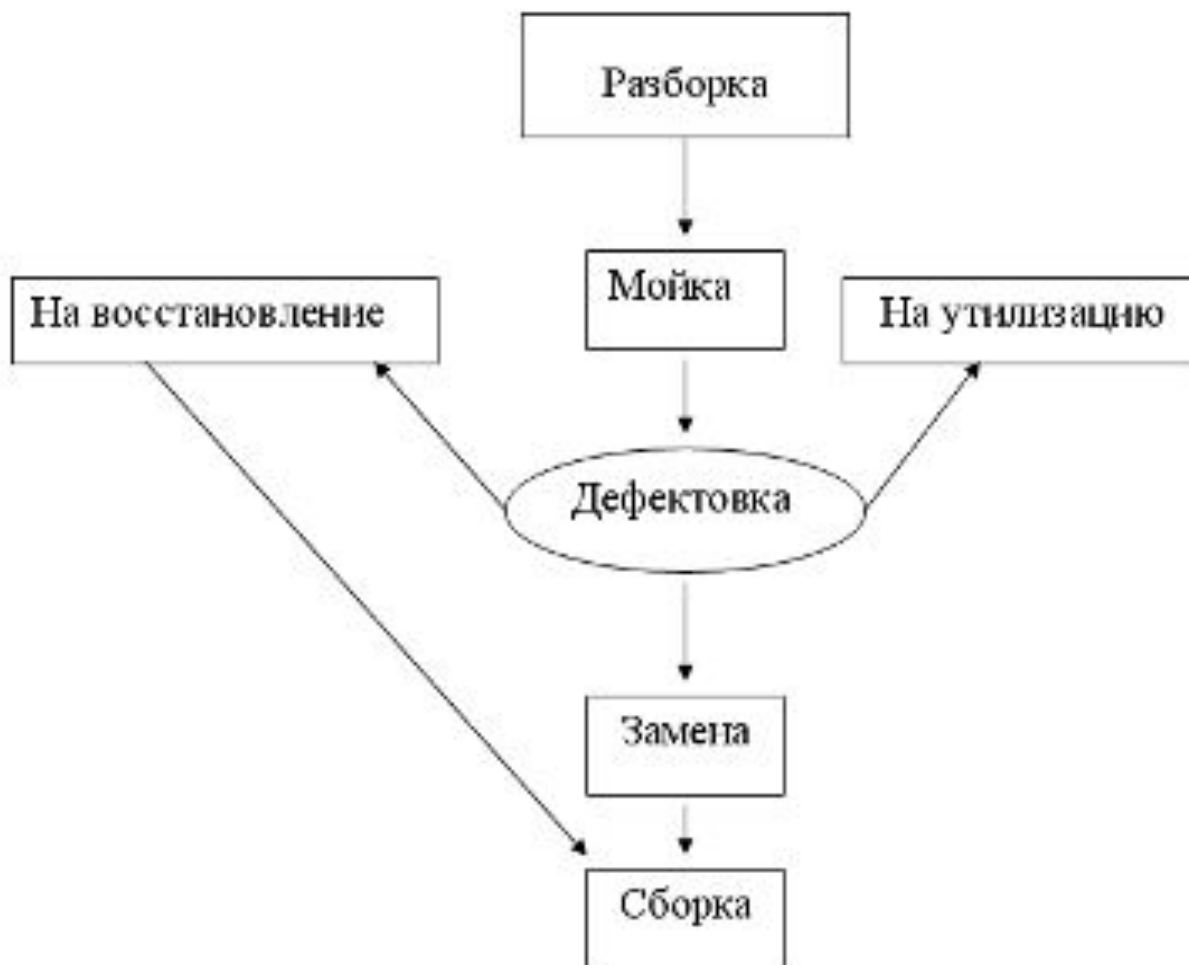 Разборка
Мойка
На восстановление
На утилизацию
Дефектовка
Замена
Сборка